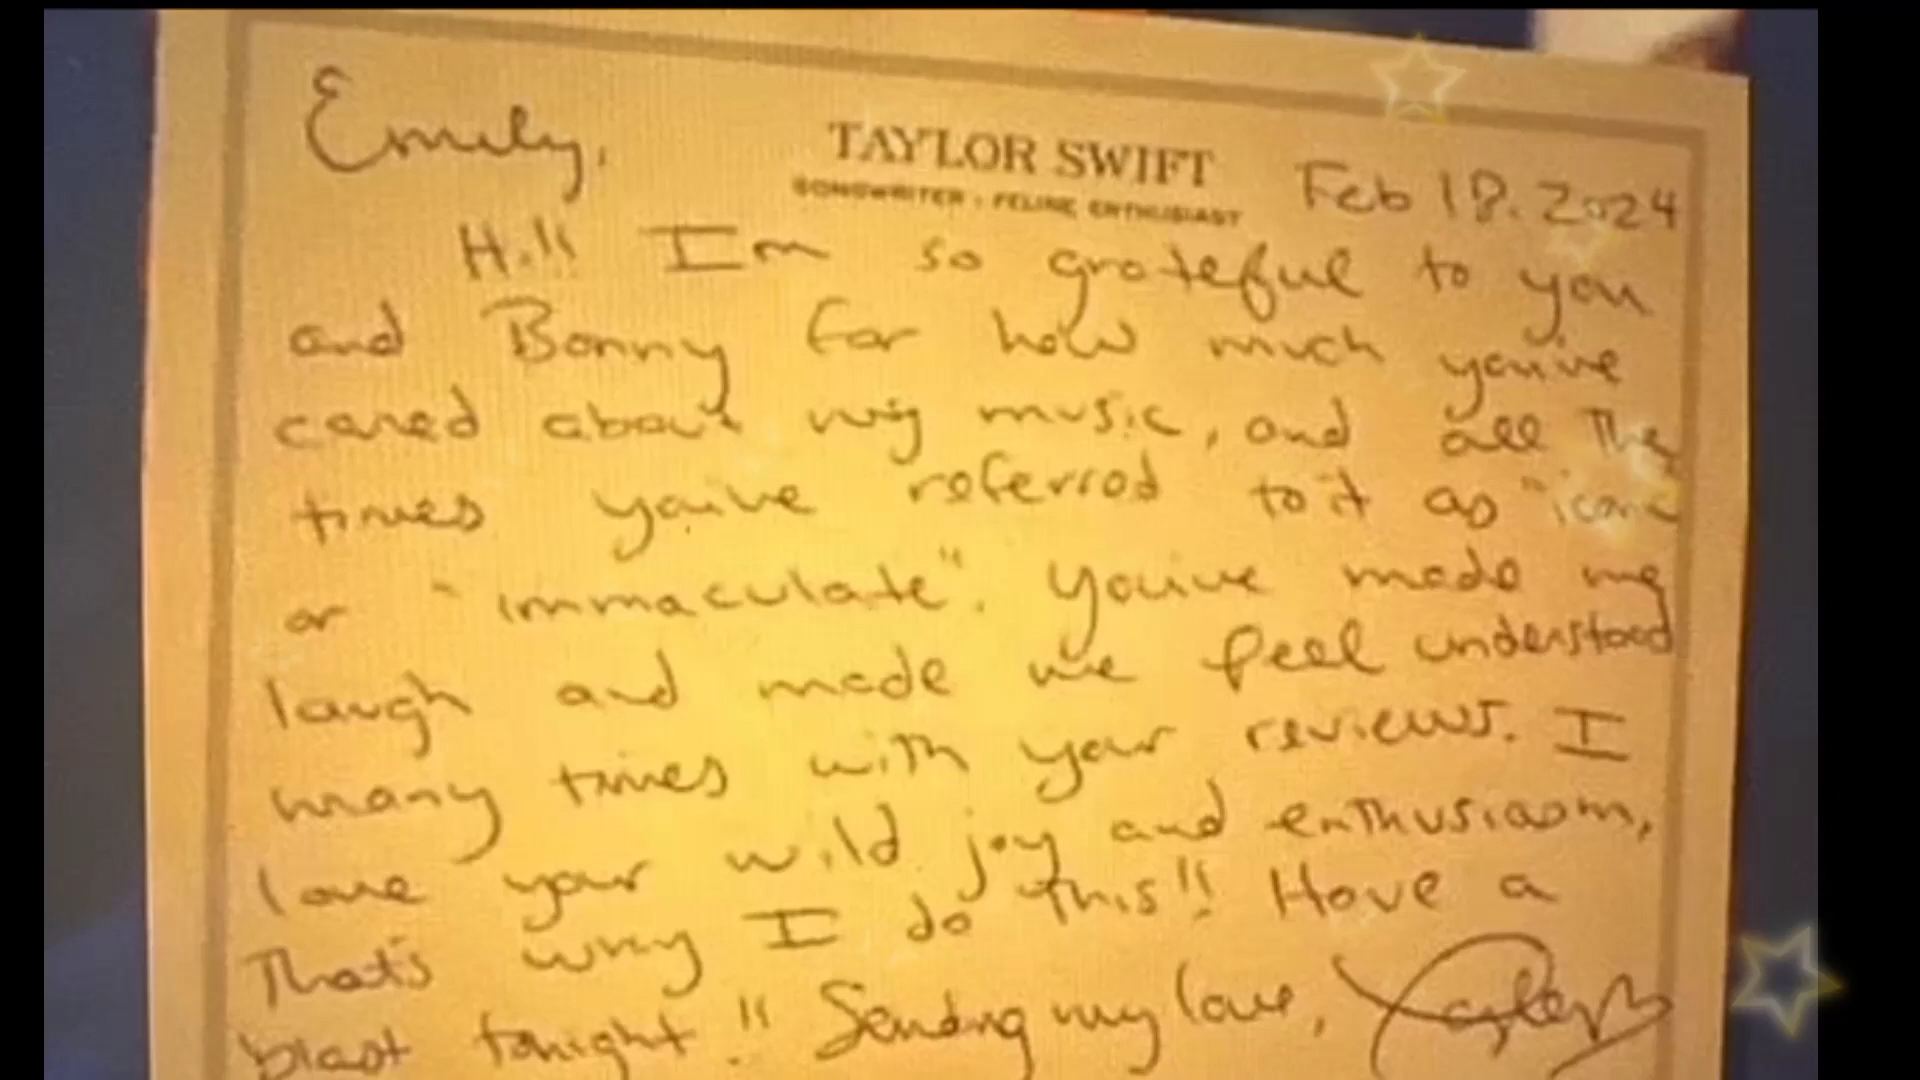 Emily,
TAYLOR SWIFT
SONGWRITER · FELINE ENTHUSIAST
Feb 18. 2024
Hi!! Im so grateful to you
and Bonny for how much you've
cared about my music, and all the
times you've referred to it as "iconic
or "immaculate". You've made me
laugh and made me feel understood
many times with your reviews. I
love your wild joy and enthusiasm,
That's why I do this!! Have a
blast tonight!! Sending my love, Taylor